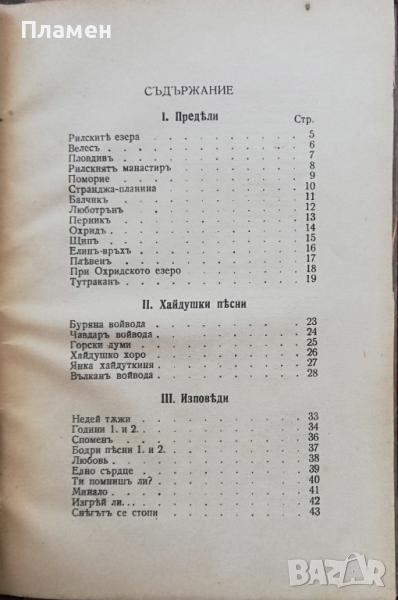 Пламен
СЪДЪРЖАНИЕ
I. Предѣли
Стр.
Рилскитѣ езера . . . . . . . . 5
Велесъ . . . . . . . . 6
Пловдивъ . . . . . . . . 7
Рилскиятъ манастиръ . . . . . . . . 8
Поморие . . . . . . . . 9
Странджа-планина . . . . . . . . 10
Балчикъ . . . . . . . . 11
Люботрънъ . . . . . . . . 12
Перникъ . . . . . . . . 13
Охридъ . . . . . . . . 14
Щипъ . . . . . . . . 15
Елинъ-връхъ . . . . . . . . 16
Плѣвенъ . . . . . . . . 17
При Охридското езеро . . . . . . . . 18
Тутраканъ . . . . . . . . 19
II. Хайдушки пѣсни
Буряна войвода . . . . . . . . 23
Чавдаръ войвода . . . . . . . . 24
Горски думи . . . . . . . . 25
Хайдушко хоро . . . . . . . . 26
Янка хайдуткиня . . . . . . . . 27
Вълканъ войвода . . . . . . . . 28
III. Изповѣди
Недей тѫжи . . . . . . . . 33
Години 1. и 2. . . . . . . . . 34
Споменъ . . . . . . . . 36
Бодри пѣсни 1. и 2. . . . . . . . . 37
Любовь . . . . . . . . 38
Едно сърдце . . . . . . . . 39
Ти помнишъ ли? . . . . . . . . 40
Минало . . . . . . . . 41
Изгрѣй ли . . . . . . . . 42
Снѣгътъ се стопи . . . . . . . . 43
BAZAR